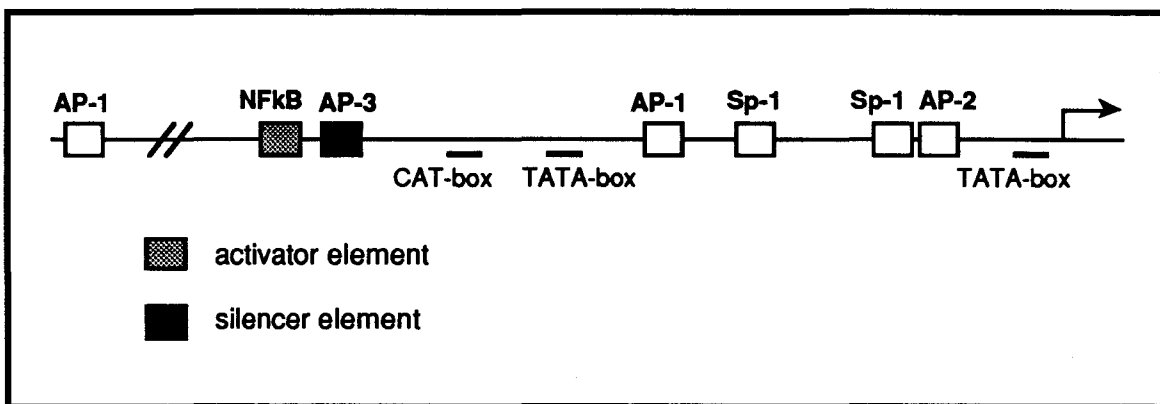 AP-1 NFkB AP-3 AP-1 Sp-1 Sp-1 AP-2
CAT-box TATA-box TATA-box
activator element
silencer element